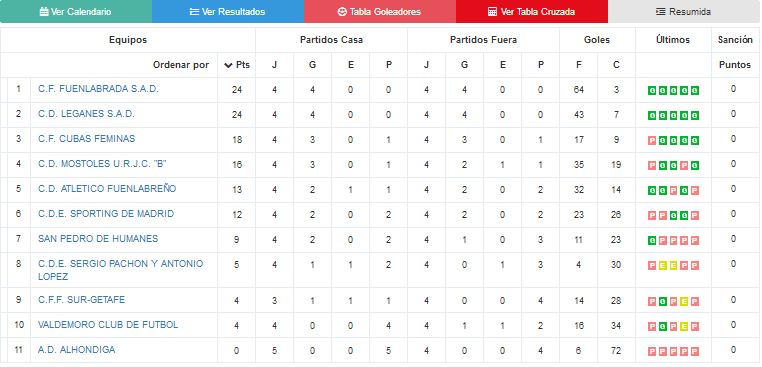 Ver Calendario Ver Resultados Tabla Goleadores Ver Tabla Cruzada Resumida
Equipos Partidos Casa Partidos Fuera Goles Últimos Sanción
Ordenar por Pts J G E P J G E P F C Puntos
1 C.F. FUENLABRADA S.A.D. 24 4 4 0 0 4 4 0 0 64 3 G G G G G 0
2 C.D. LEGANES S.A.D. 24 4 4 0 0 4 4 0 0 43 7 G G G G G 0
3 C.F. CUBAS FEMINAS 18 4 3 0 1 4 3 0 1 17 9 P G G G G 0
4 C.D. MOSTOLES U.R.J.C. "B" 16 4 3 0 1 4 2 1 1 35 19 P G G P G 0
5 C.D. ATLETICO FUENLABREÑO 13 4 2 1 1 4 2 0 2 32 14 G G P G P 0
6 C.D.E. SPORTING DE MADRID 12 4 2 0 2 4 2 0 2 23 26 P P G G P 0
7 SAN PEDRO DE HUMANES 9 4 2 0 2 4 1 0 3 11 23 G P P P P 0
8 C.D.E. SERGIO PACHON Y ANTONIO
LOPEZ 5 4 1 1 2 4 0 1 3 4 30 P E E P P 0
9 C.F.F. SUR-GETAFE 4 3 1 1 1 4 0 0 4 14 28 P G P E P 0
10 VALDEMORO CLUB DE FUTBOL 4 4 0 0 4 4 1 1 2 16 34 P G P E P 0
11 A.D. ALHONDIGA 0 5 0 0 5 4 0 0 4 6 72 P P P P P 0